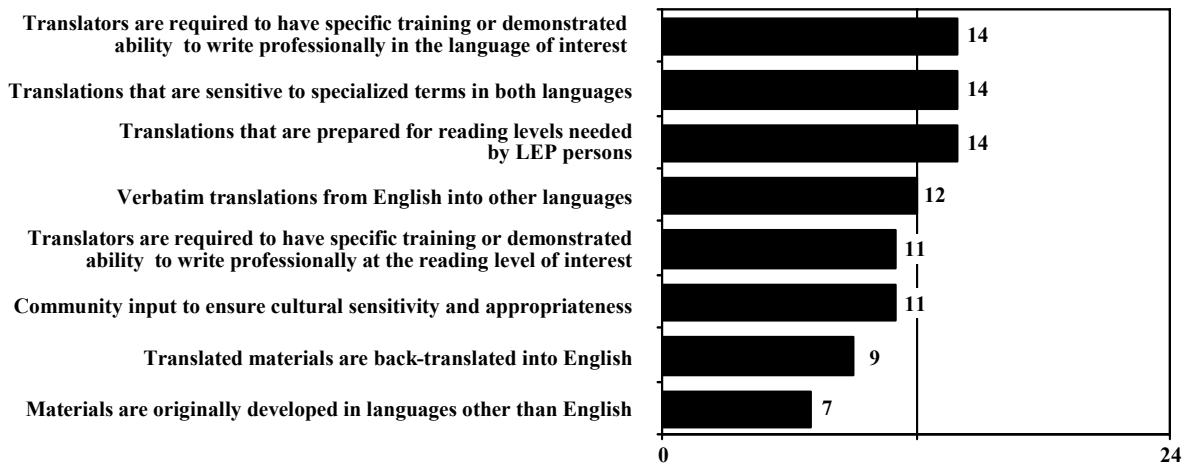 Translators are required to have specific training or demonstrated
ability to write professionally in the language of interest
14
Translations that are sensitive to specialized terms in both languages
14
Translations that are prepared for reading levels needed
by LEP persons
14
Verbatim translations from English into other languages
12
Translators are required to have specific training or demonstrated
ability to write professionally at the reading level of interest
11
Community input to ensure cultural sensitivity and appropriateness
11
Translated materials are back-translated into English
9
Materials are originally developed in languages other than English
7
0
24